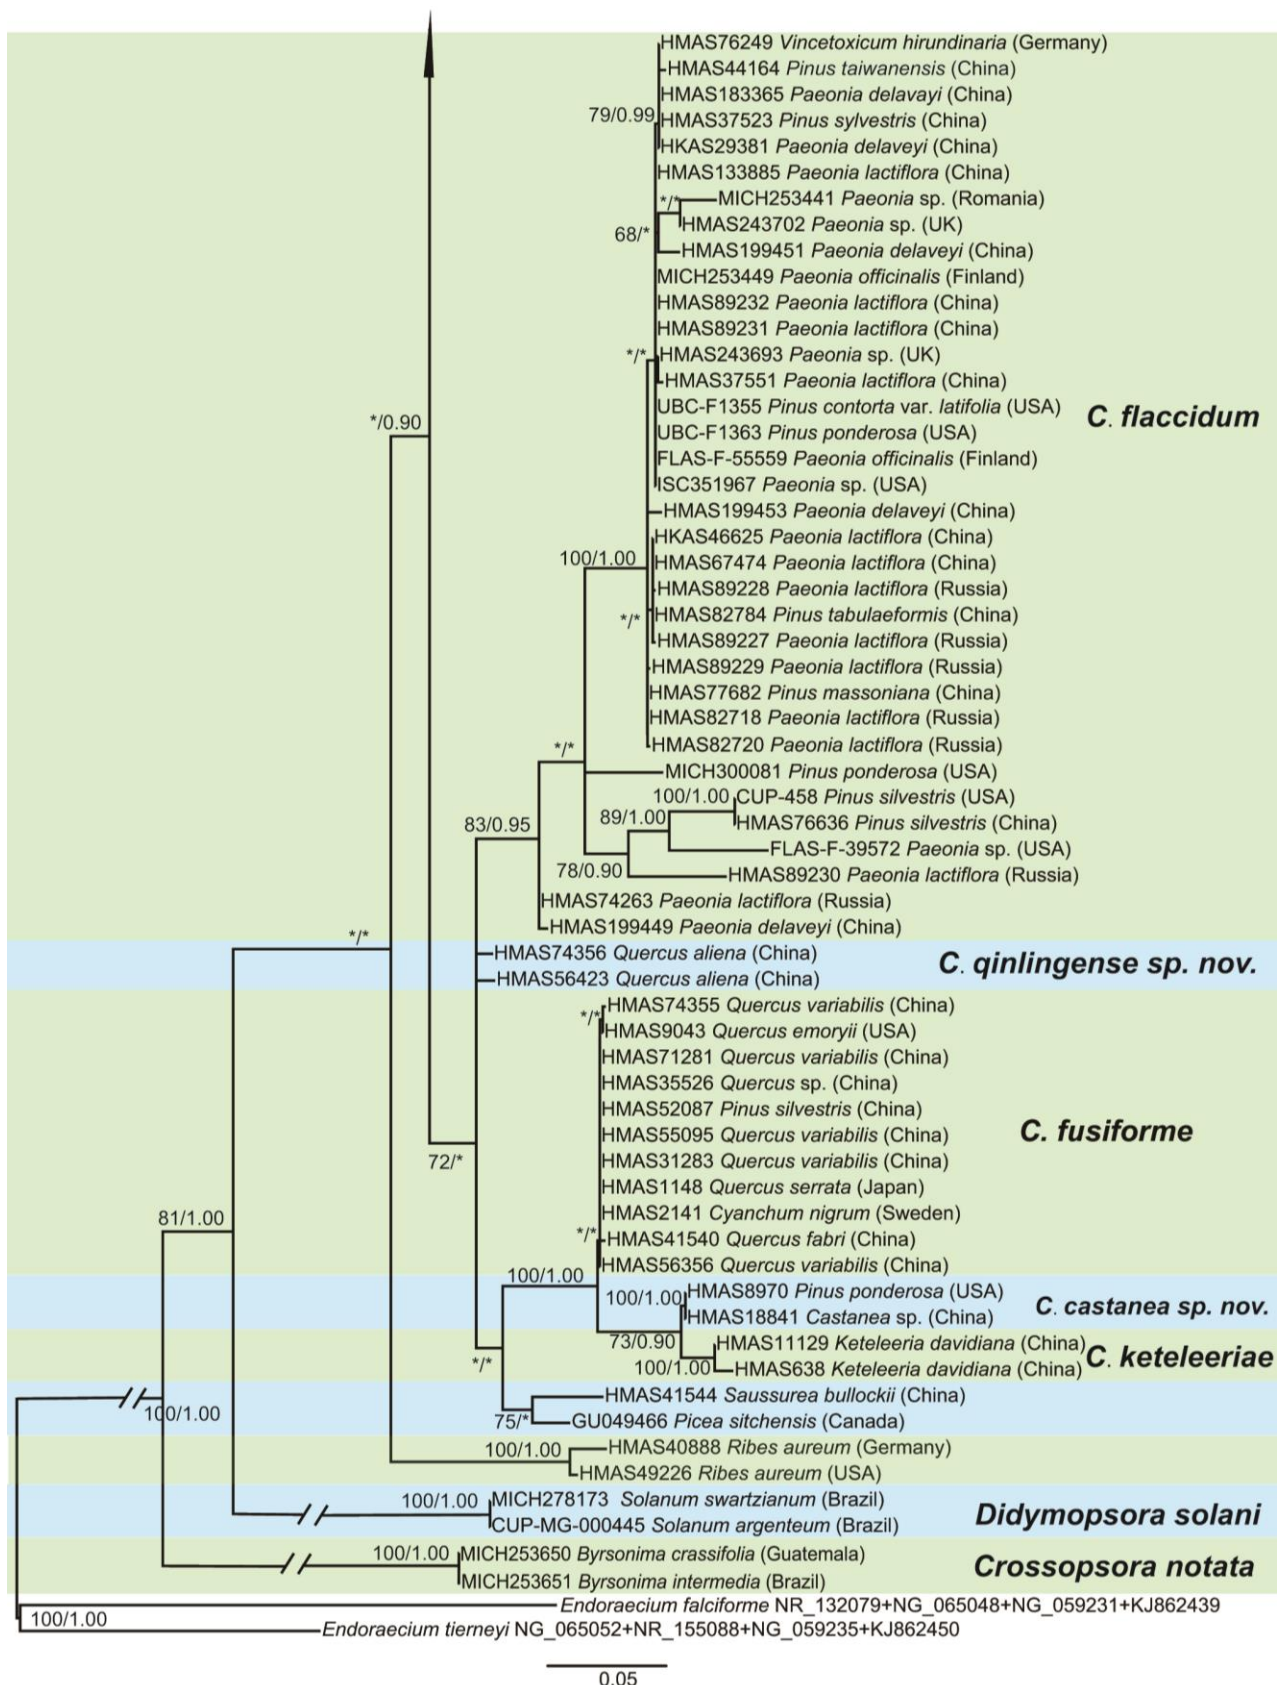 HMAS76249 Vincetoxicum hirundinaria (Germany)
HMAS44164 Pinus taiwanensis (China)
HMAS183365 Paeonia delavayi (China)
79/0.99
HMAS37523 Pinus sylvestris (China)
HKAS29381 Paeonia delaveyi (China)
HMAS133885 Paeonia lactiflora (China)
*/*
MICH253441 Paeonia sp. (Romania)
HMAS243702 Paeonia sp. (UK)
68/*
HMAS199451 Paeonia delaveyi (China)
MICH253449 Paeonia officinalis (Finland)
HMAS89232 Paeonia lactiflora (China)
HMAS89231 Paeonia lactiflora (China)
*/*
HMAS243693 Paeonia sp. (UK)
HMAS37551 Paeonia lactiflora (China)
UBC-F1355 Pinus contorta var. latifolia (USA)
C. flaccidum
*/0.90
UBC-F1363 Pinus ponderosa (USA)
FLAS-F-55559 Paeonia officinalis (Finland)
ISC351967 Paeonia sp. (USA)
HMAS199453 Paeonia delaveyi (China)
HKAS46625 Paeonia lactiflora (China)
100/1.00
HMAS67474 Paeonia lactiflora (China)
HMAS89228 Paeonia lactiflora (Russia)
*/*
HMAS82784 Pinus tabulaeformis (China)
HMAS89227 Paeonia lactiflora (Russia)
HMAS89229 Paeonia lactiflora (Russia)
HMAS77682 Pinus massoniana (China)
HMAS82718 Paeonia lactiflora (Russia)
*/*
HMAS82720 Paeonia lactiflora (Russia)
MICH300081 Pinus ponderosa (USA)
100/1.00
CUP-458 Pinus silvestris (USA)
83/0.95
89/1.00
HMAS76636 Pinus silvestris (China)
FLAS-F-39572 Paeonia sp. (USA)
78/0.90
HMAS89230 Paeonia lactiflora (Russia)
HMAS74263 Paeonia lactiflora (Russia)
HMAS199449 Paeonia delaveyi (China)
*/*
HMAS74356 Quercus aliena (China)
C. qinlingense sp. nov.
HMAS56423 Quercus aliena (China)
HMAS74355 Quercus variabilis (China)
*/*
HMAS9043 Quercus emoryii (USA)
HMAS71281 Quercus variabilis (China)
HMAS35526 Quercus sp. (China)
HMAS52087 Pinus silvestris (China)
C. fusiforme
HMAS55095 Quercus variabilis (China)
72/*
HMAS31283 Quercus variabilis (China)
HMAS1148 Quercus serrata (Japan)
81/1.00
HMAS2141 Cyanchum nigrum (Sweden)
*/*
HMAS41540 Quercus fabri (China)
HMAS56356 Quercus variabilis (China)
100/1.00
100/1.00
HMAS8970 Pinus ponderosa (USA)
C. castanea sp. nov.
HMAS18841 Castanea sp. (China)
73/0.90
HMAS11129 Keteleeria davidiana (China)
C. keteleeriae
*/*
100/1.00
HMAS638 Keteleeria davidiana (China)
HMAS41544 Saussurea bullockii (China)
100/1.00
75/*
GU049466 Picea sitchensis (Canada)
100/1.00
HMAS40888 Ribes aureum (Germany)
HMAS49226 Ribes aureum (USA)
100/1.00
MICH278173 Solanum swartzianum (Brazil)
Didymopsora solani
CUP-MG-000445 Solanum argenteum (Brazil)
100/1.00
MICH253650 Byrsonima crassifolia (Guatemala)
Crossopsora notata
MICH253651 Byrsonima intermedia (Brazil)
Endoraecium falciforme NR_132079+NG_065048+NG_059231+KJ862439
100/1.00
Endoraecium tierneyi NG_065052+NR_155088+NG_059235+KJ862450
0.05